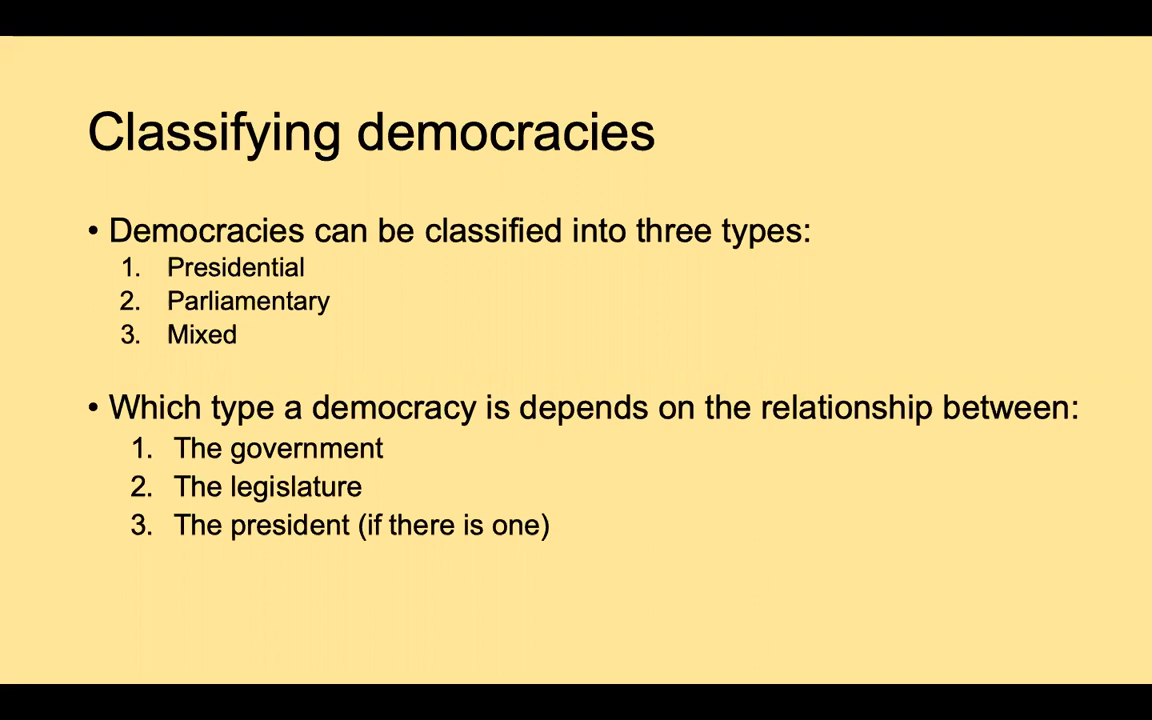 Classifying democracies
• Democracies can be classified into three types:
1. Presidential
2. Parliamentary
3. Mixed
• Which type a democracy is depends on the relationship between:
1. The government
2. The legislature
3. The president (if there is one)